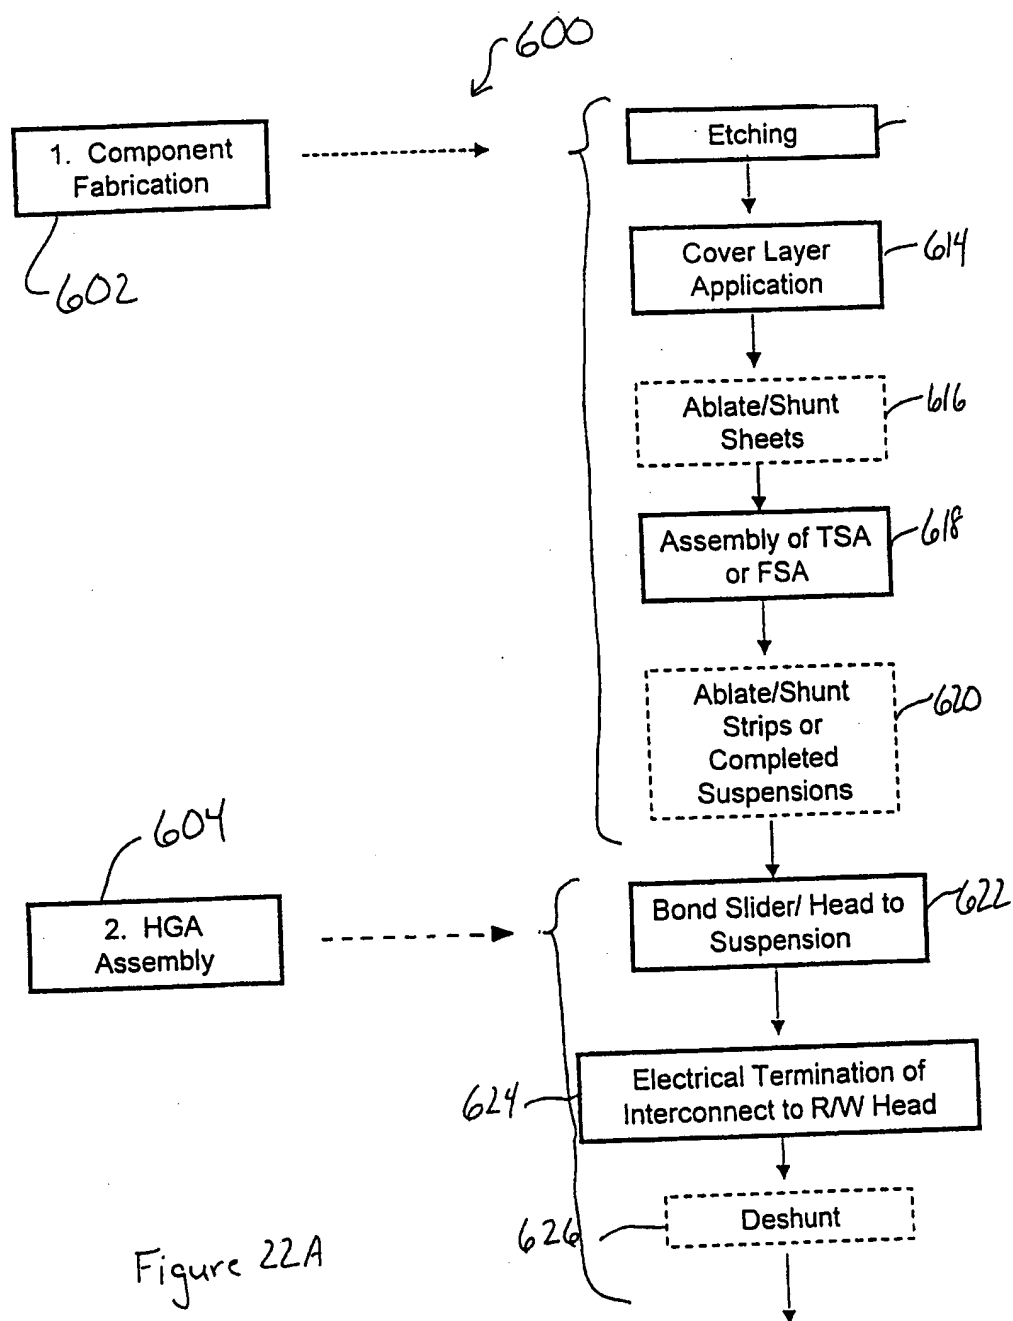 600
1. Component
Fabrication
602
Etching
Cover Layer
Application
614
Ablate/Shunt
Sheets
616
Assembly of TSA
or FSA
618
Ablate/Shunt
Strips or
Completed
Suspensions
620
604
2. HGA
Assembly
Bond Slider/ Head to
Suspension
622
Electrical Termination of
Interconnect to R/W Head
624
Deshunt
626
Figure 22A